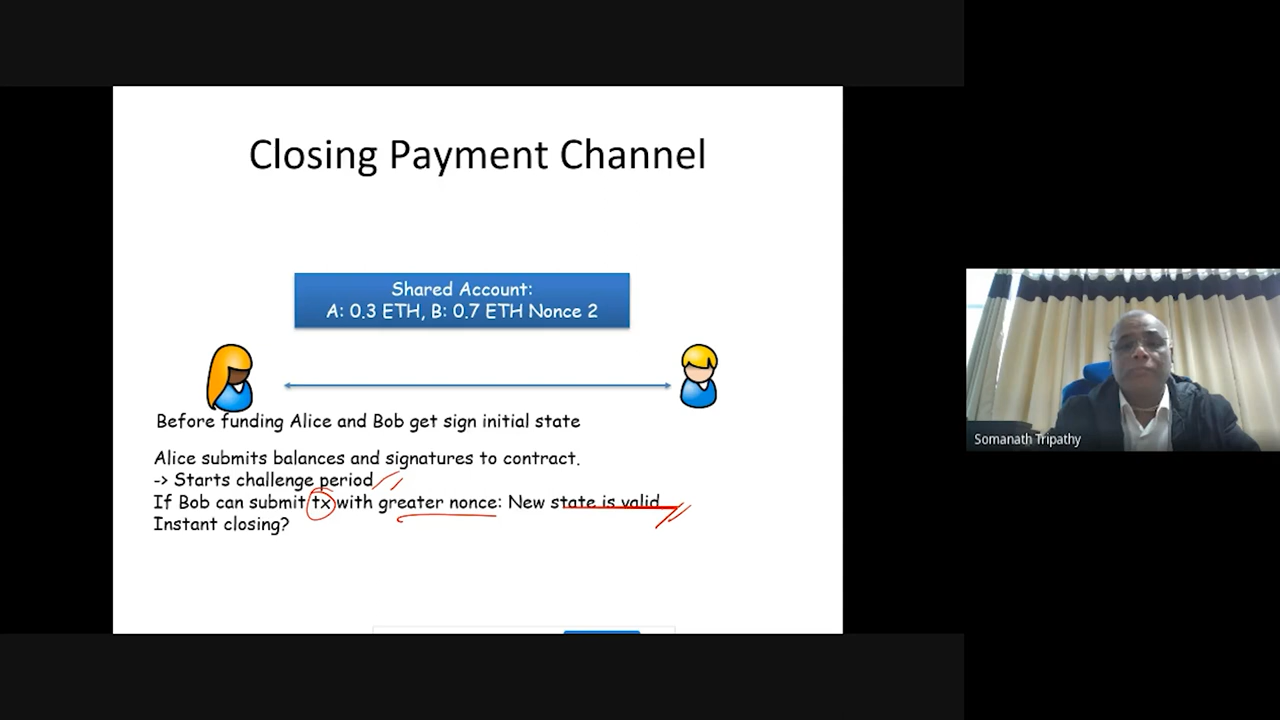 Closing Payment Channel
Shared Account:
A: 0.3 ETH, B: 0.7 ETH Nonce 2
Before funding Alice and Bob get sign initial state
Alice submits balances and signatures to contract.
-> Starts challenge period
If Bob can submit tx with greater nonce: New state is valid
Instant closing?
Somanath Tripathy